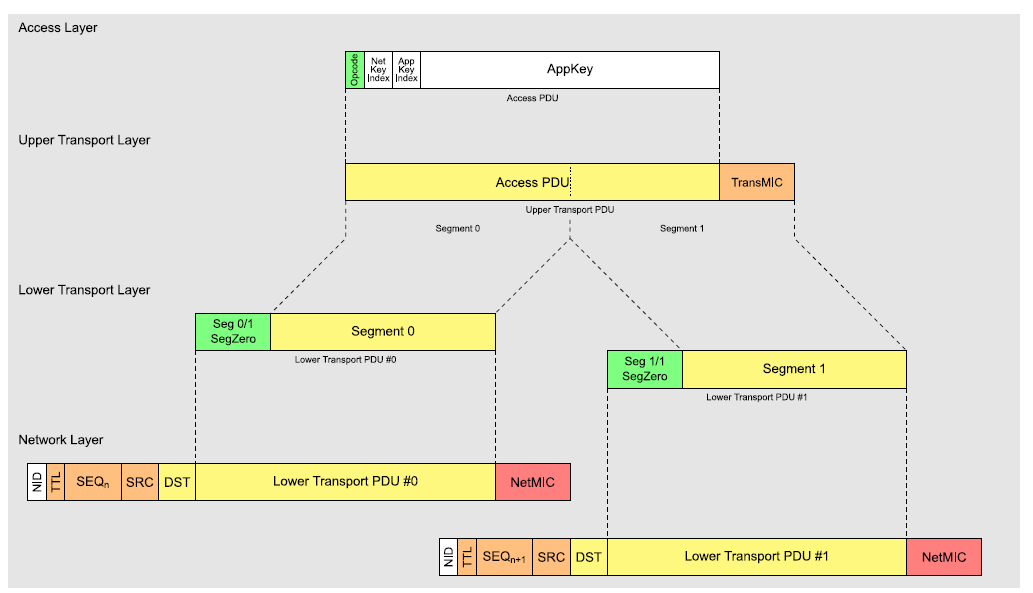 Access Layer
Opcode
Net
Key
Index
App
Key
Index
AppKey
Access PDU
Upper Transport Layer
Access PDU
TransMIC
Upper Transport PDU
Segment 0
Segment 1
Lower Transport Layer
Seg 0/1
SegZero
Segment 0
Lower Transport PDU #0
Seg 1/1
SegZero
Segment 1
Lower Transport PDU #1
Network Layer
NID
TTL
SEQn
SRC
DST
Lower Transport PDU #0
NetMIC
NID
TTL
SEQn+1
SRC
DST
Lower Transport PDU #1
NetMIC